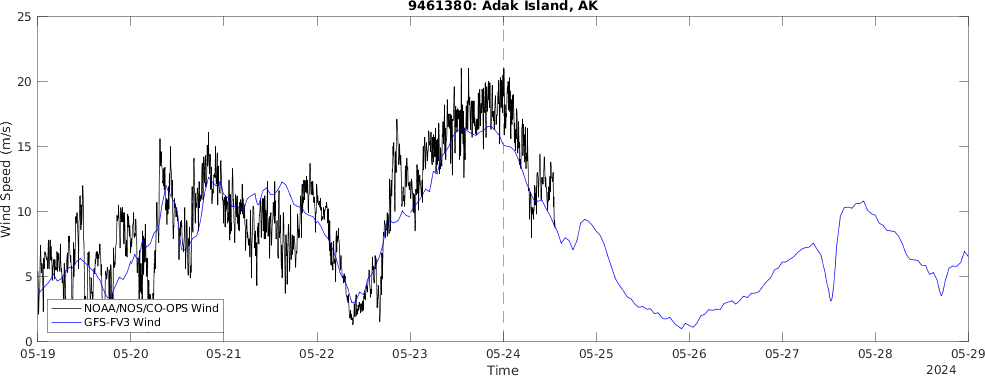 9461380: Adak Island, AK
Wind Speed (m/s)
25
20
15
10
5
0
NOAA/NOS/CO-OPS Wind
GFS-FV3 Wind
05-19 05-20 05-21 05-22 05-23 05-24 05-25 05-26 05-27 05-28 05-29
Time
2024